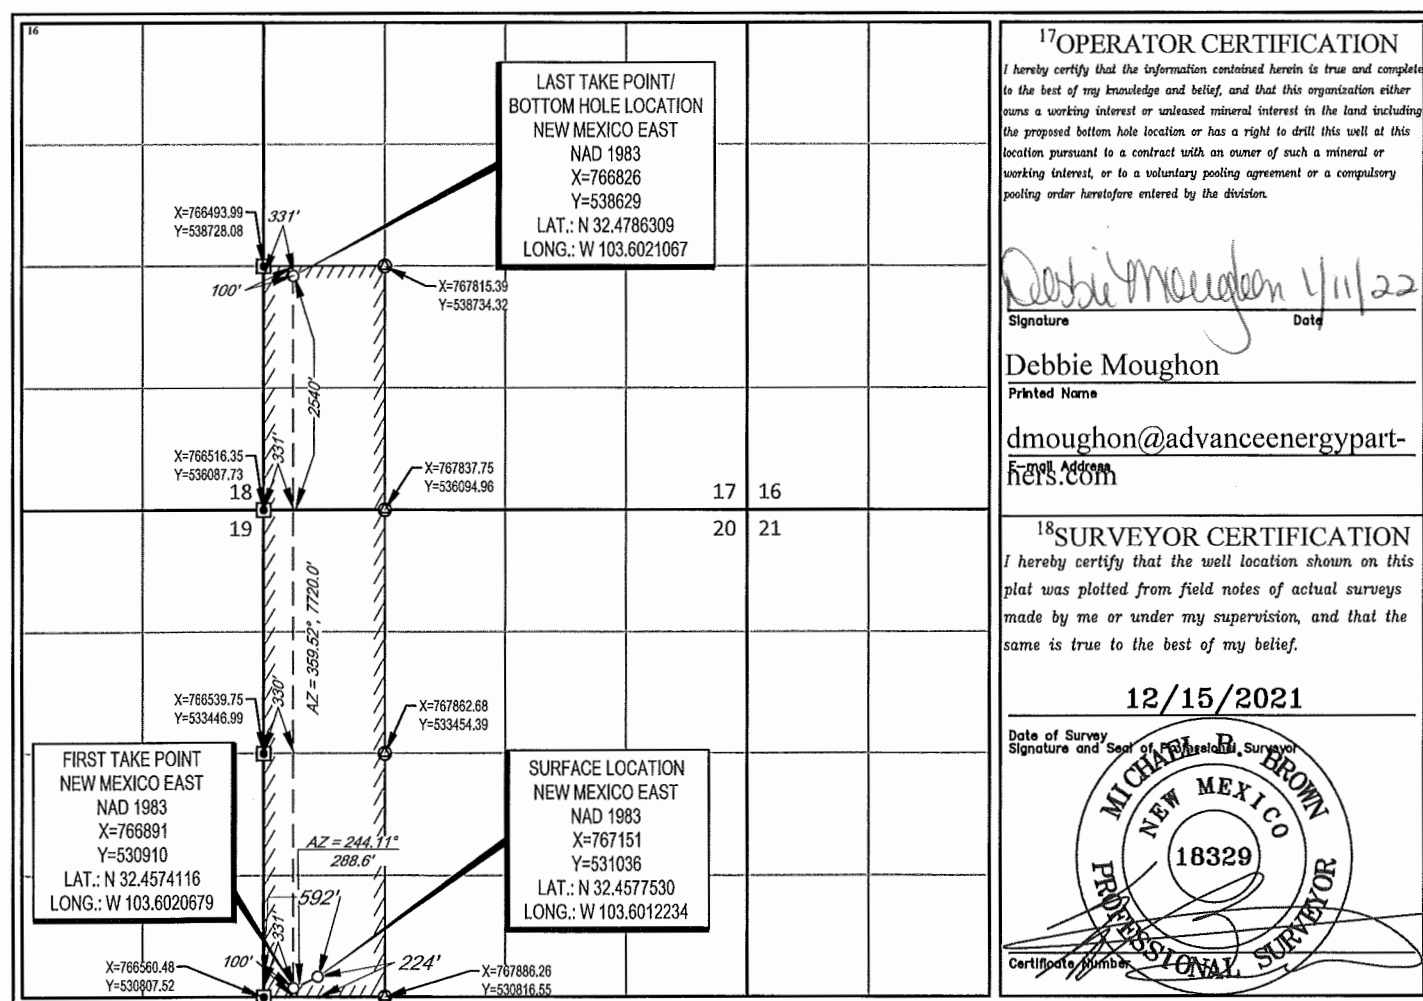 16
LAST TAKE POINT/
BOTTOM HOLE LOCATION
NEW MEXICO EAST
NAD 1983
X=766826
Y=538629
LAT.: N 32.4786309
LONG.: W 103.6021067
X=766493.99
Y=538728.08
331'
100'
X=767815.39
Y=538734.32
2540'
X=766516.35
Y=536087.73
331'
X=767837.75
Y=536094.96
18
17 16
19
20 21
AZ = 359.52°, 7720.0'
X=766539.75
Y=533446.99
330'
X=767862.68
Y=533454.39
FIRST TAKE POINT
NEW MEXICO EAST
NAD 1983
X=766891
Y=530910
LAT.: N 32.4574116
LONG.: W 103.6020679
SURFACE LOCATION
NEW MEXICO EAST
NAD 1983
X=767151
Y=531036
LAT.: N 32.4577530
LONG.: W 103.6012234
AZ = 244.11°
288.6'
592'
331'
100'
224'
X=766560.48
Y=530807.52
X=767886.26
Y=530816.55
17OPERATOR CERTIFICATION
I hereby certify that the information contained herein is true and complete
to the best of my knowledge and belief, and that this organization either
owns a working interest or unleased mineral interest in the land including
the proposed bottom hole location or has a right to drill this well at this
location pursuant to a contract with an owner of such a mineral or
working interest, or to a voluntary pooling agreement or a compulsory
pooling order heretofore entered by the division.
Debbie Moughon 1/11/22
Signature Date
Debbie Moughon
Printed Name
dmoughon@advanceenergypart-
E-mail Address
ners.com
18SURVEYOR CERTIFICATION
I hereby certify that the well location shown on this
plat was plotted from field notes of actual surveys
made by me or under my supervision, and that the
same is true to the best of my belief.
12/15/2021
Date of Survey
Signature and Seal of Professional Surveyor
MICHAEL B. BROWN
NEW MEXICO
18329
PROFESSIONAL SURVEYOR
Certificate Number